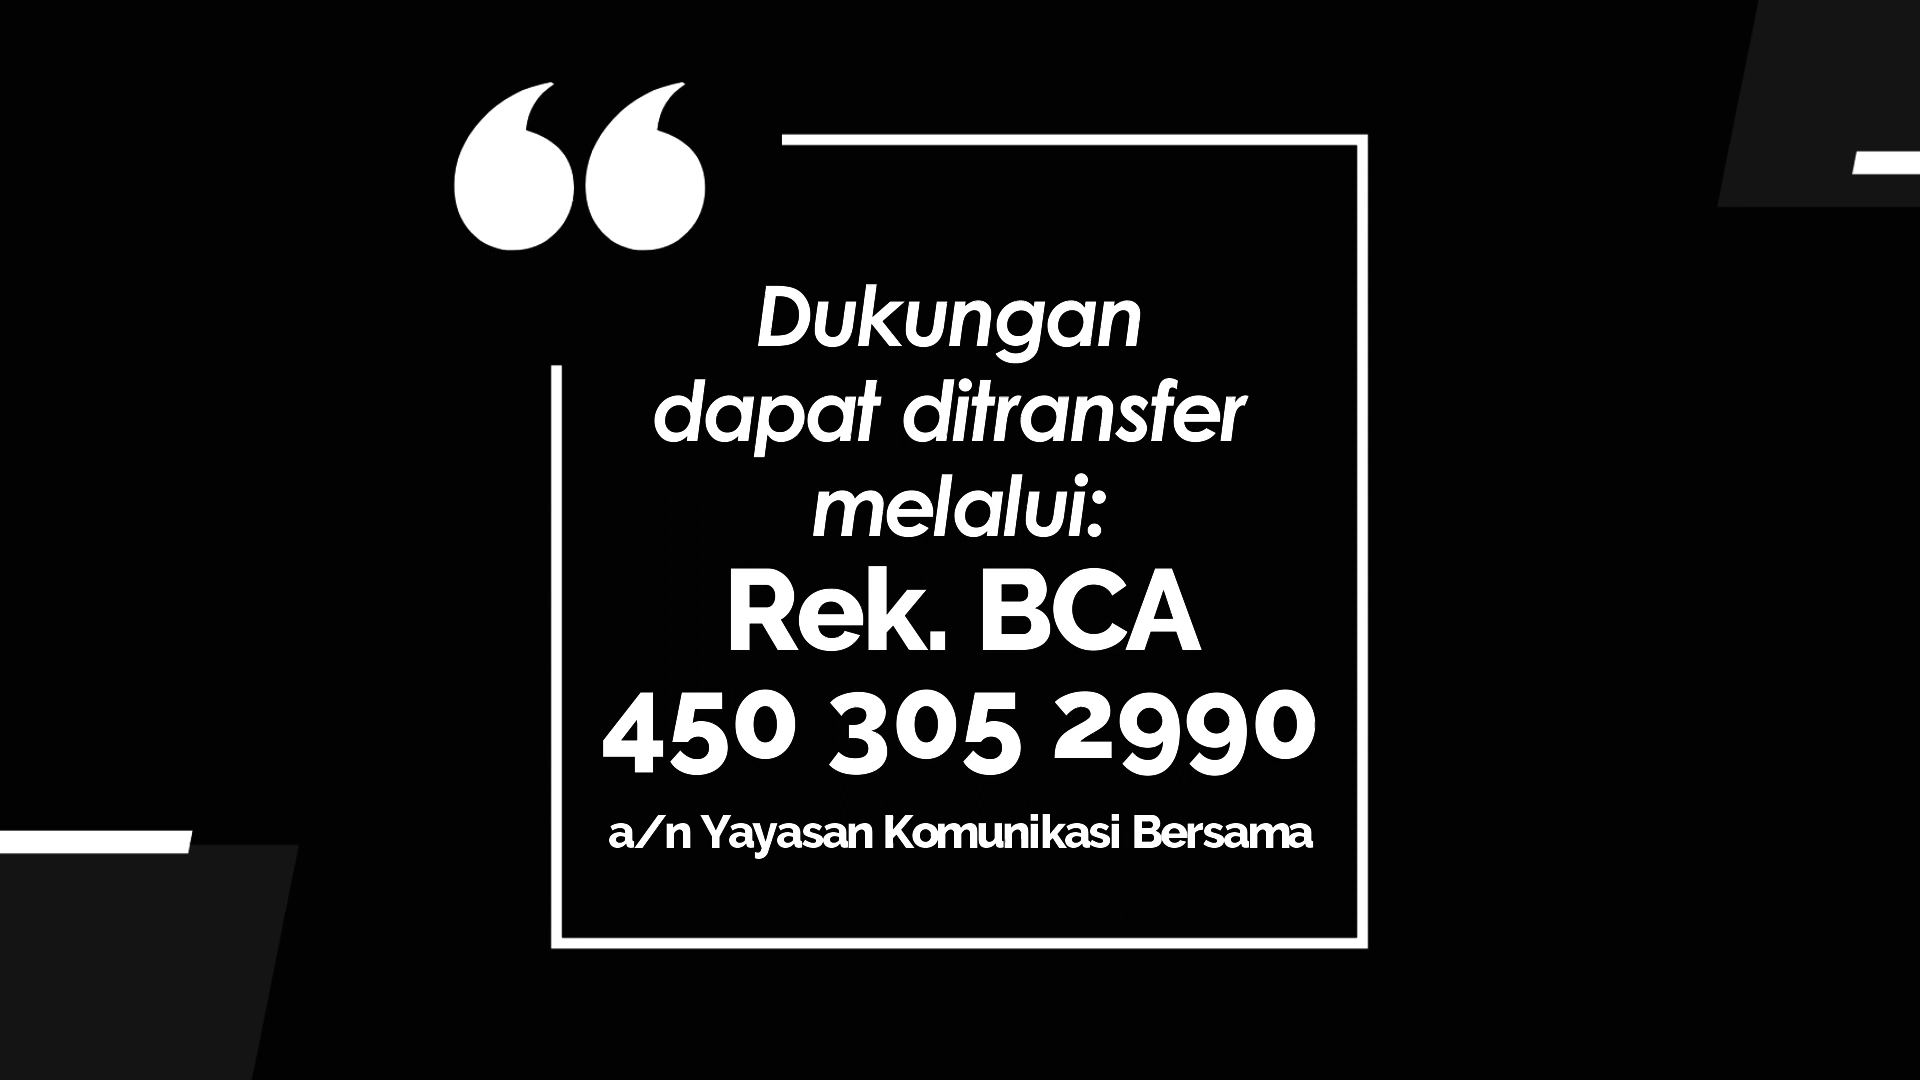 Dukungan
dapat ditransfer
melalui:
Rek. BCA
450 305 2990
a/n Yayasan Komunikasi Bersama